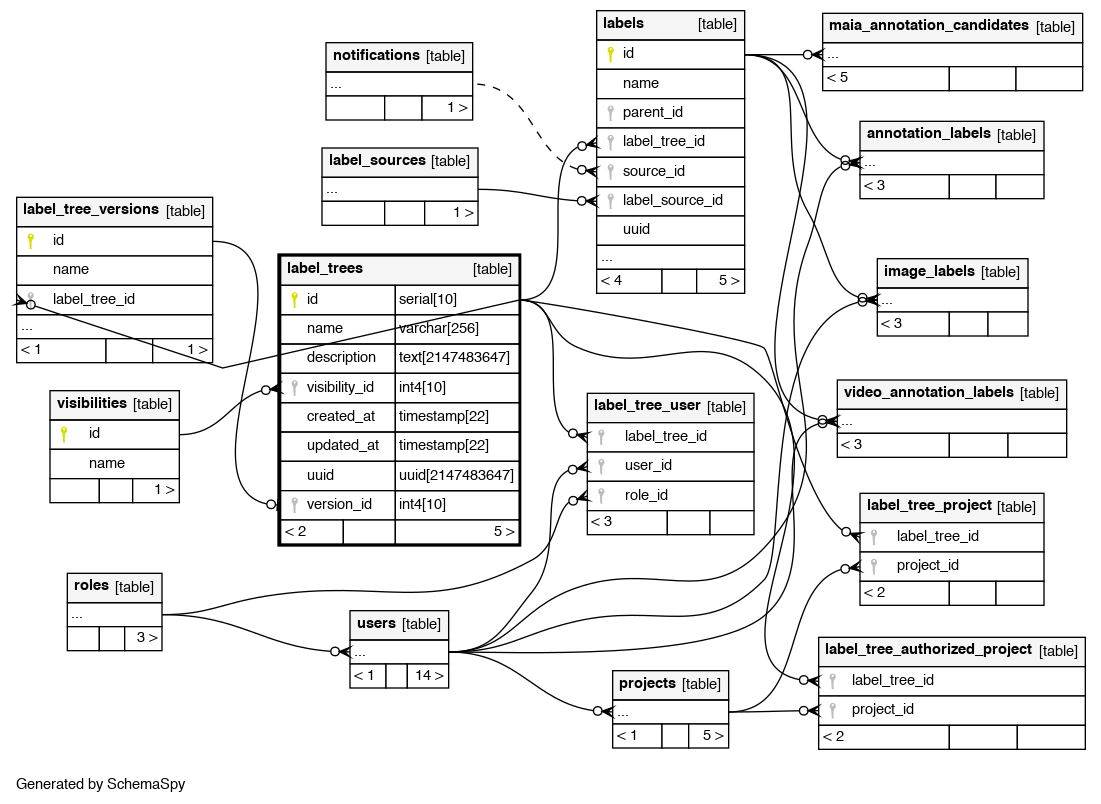 notifications [table]
...
1 >
label_sources [table]
...
1 >
label_tree_versions [table]
id
name
label_tree_id
...
< 1 1 >
visibilities [table]
id
name
1 >
roles [table]
...
3 >
label_trees [table]
id serial[10]
name varchar[256]
description text[2147483647]
visibility_id int4[10]
created_at timestamp[22]
updated_at timestamp[22]
uuid uuid[2147483647]
version_id int4[10]
< 2 5 >
users [table]
...
< 1 14 >
labels [table]
id
name
parent_id
label_tree_id
source_id
label_source_id
uuid
...
< 4 5 >
label_tree_user [table]
label_tree_id
user_id
role_id
< 3
projects [table]
...
< 1 5 >
maia_annotation_candidates [table]
...
< 5
annotation_labels [table]
...
< 3
image_labels [table]
...
< 3
video_annotation_labels [table]
...
< 3
label_tree_project [table]
label_tree_id
project_id
< 2
label_tree_authorized_project [table]
label_tree_id
project_id
< 2
Generated by SchemaSpy